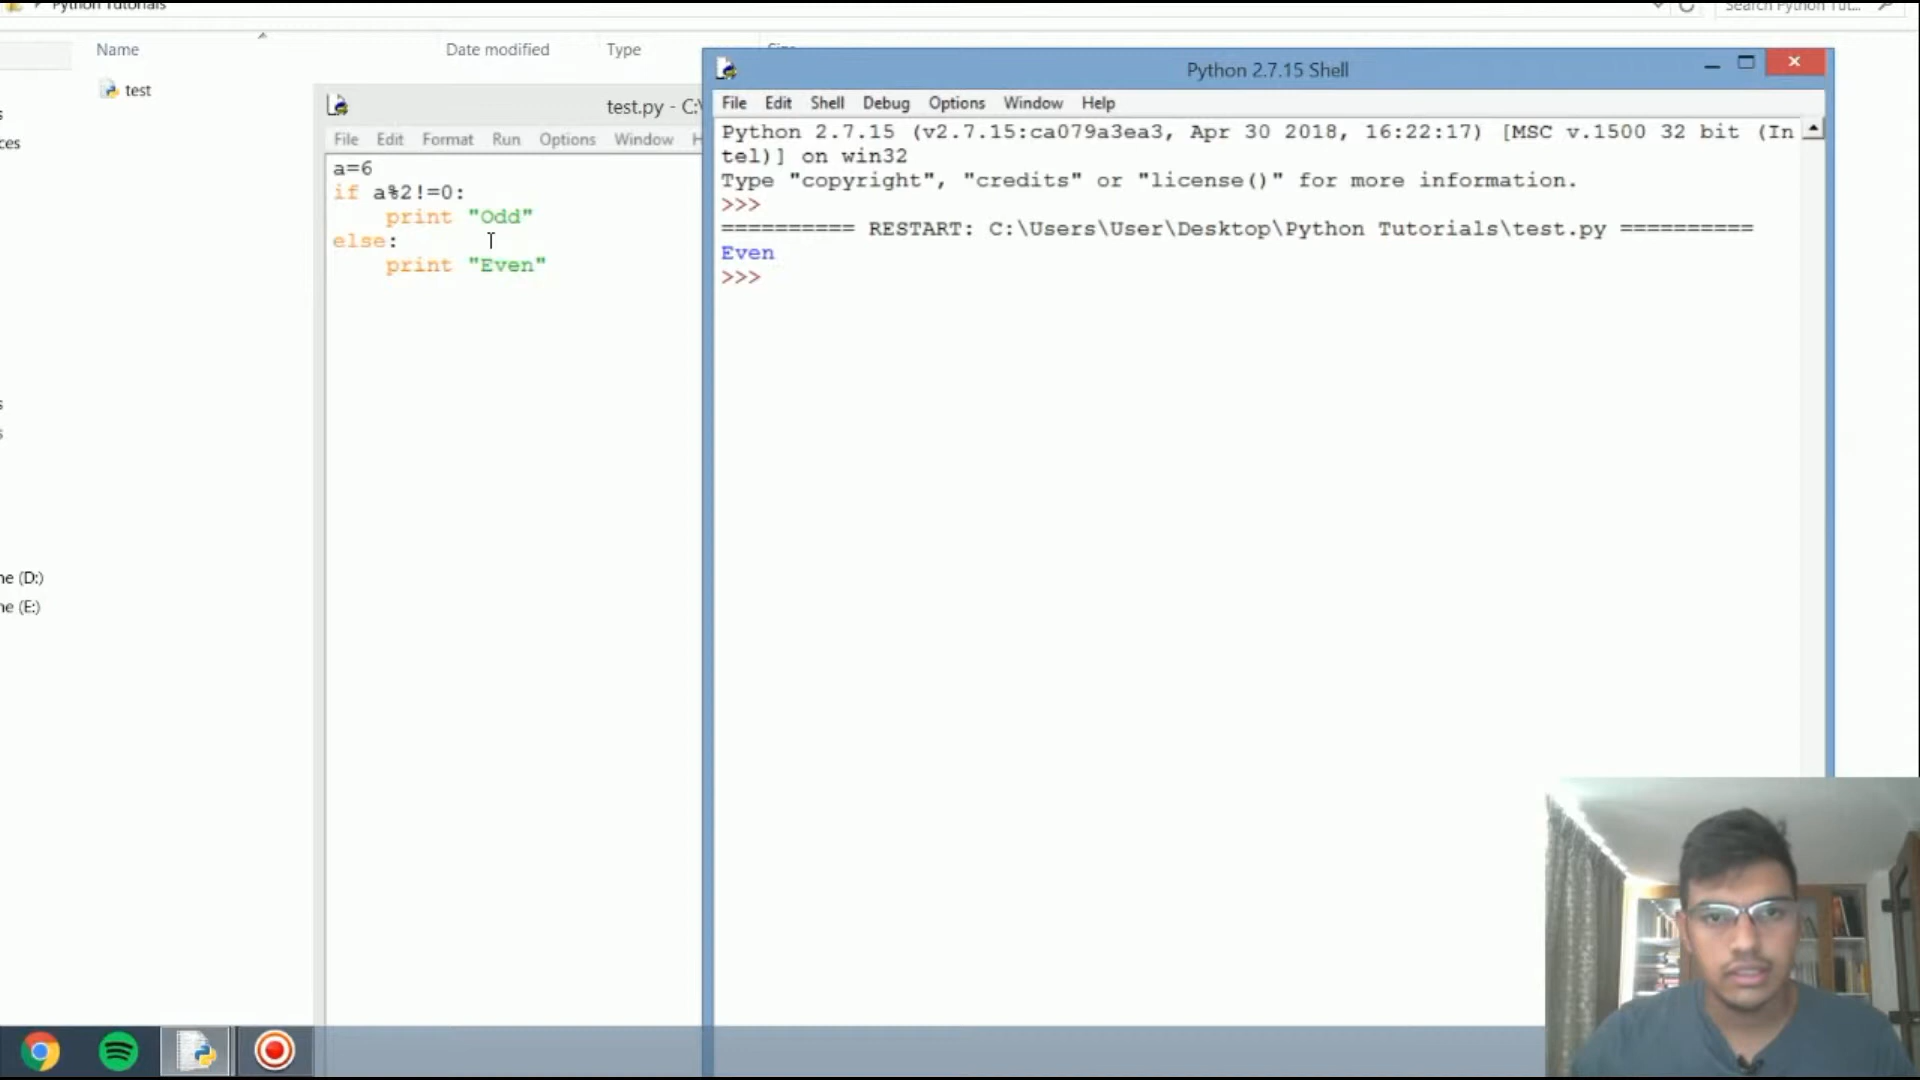 Python Tutorials
Search Python Tut...
Name
Date modified
Type
Size
test
ne (D:)
ne (E:)
test.py - C:\
File Edit Format Run Options Window H
a=6
if a%2!=0:
    print "Odd"
else:
    print "Even"
Python 2.7.15 Shell
File Edit Shell Debug Options Window Help
Python 2.7.15 (v2.7.15:ca079a3ea3, Apr 30 2018, 16:22:17) [MSC v.1500 32 bit (In
tel)] on win32
Type "copyright", "credits" or "license()" for more information.
>>>
========== RESTART: C:\Users\User\Desktop\Python Tutorials\test.py ==========
Even
>>>